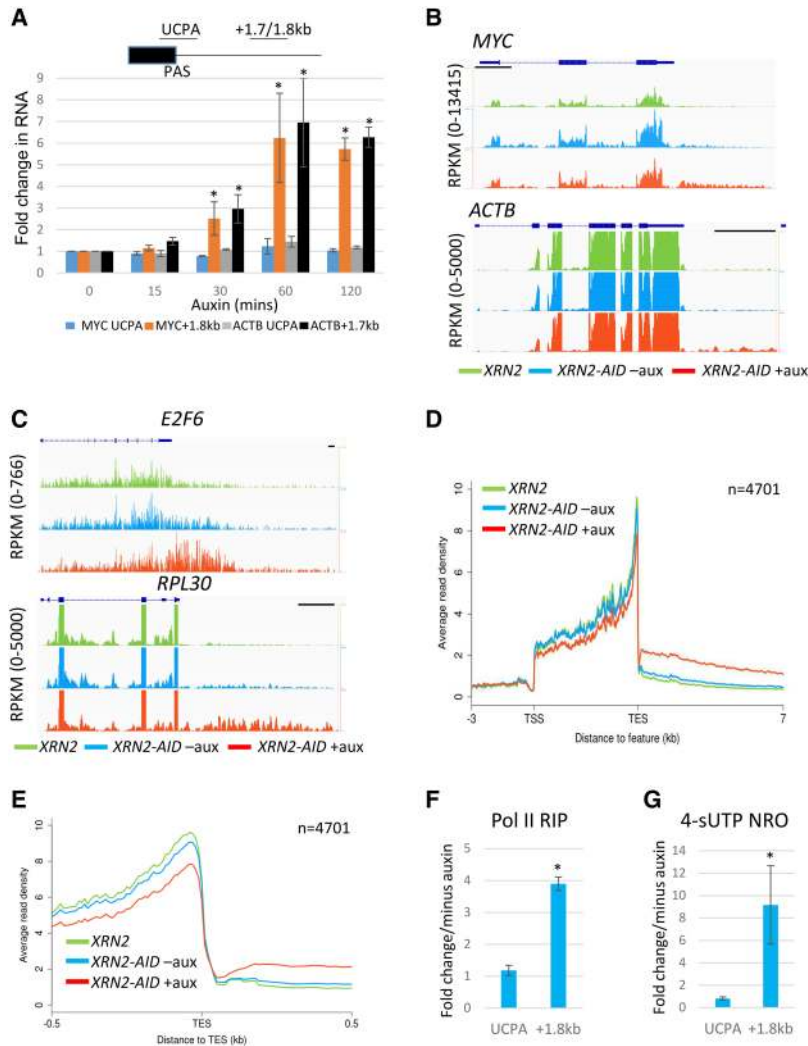 A
UCPA +1.7/1.8kb
PAS
Fold change in RNA
9
8
7
6
5
4
3
2
1
0
* * * * * *
0 15 30 60 120
Auxin (mins)
MYC UCPA MYC+1.8kb ACTB UCPA ACTB+1.7kb
B
MYC
RPKM (0-13415)
ACTB
RPKM (0-5000)
XRN2 XRN2-AID –aux XRN2-AID +aux
C
E2F6
RPKM (0-766)
RPL30
RPKM (0-5000)
XRN2 XRN2-AID –aux XRN2-AID +aux
D
XRN2
XRN2-AID –aux
XRN2-AID +aux
n=4701
Average read density
10
8
6
4
2
0
-3 TSS TES 7
Distance to feature (kb)
E
n=4701
Average read density
10
8
6
4
2
0
XRN2
XRN2-AID –aux
XRN2-AID +aux
-0.5 TES 0.5
Distance to TES (kb)
F
Pol II RIP
Fold change/minus auxin
5
4
3
2
1
0
*
UCPA +1.8kb
G
4-sUTP NRO
Fold change/minus auxin
14
12
10
8
6
4
2
0
*
UCPA +1.8kb